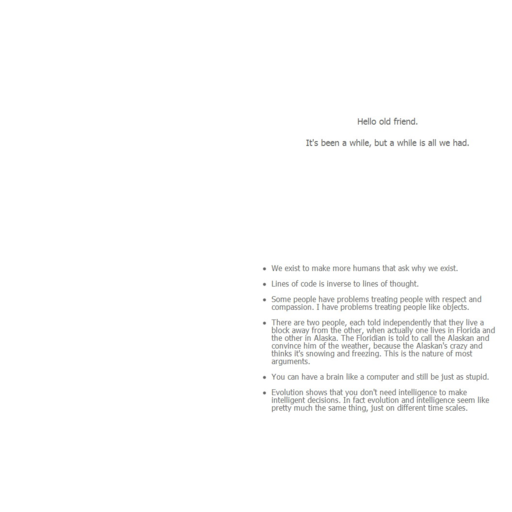 Hello old friend.
It's been a while, but a while is all we had.
• We exist to make more humans that ask why we exist.
• Lines of code is inverse to lines of thought.
• Some people have problems treating people with respect and
compassion. I have problems treating people like objects.
• There are two people, each told independently that they live a
block away from the other, when actually one lives in Florida and
the other in Alaska. The Floridian is told to call the Alaskan and
convince him of the weather, because the Alaskan's crazy and
thinks it's snowing and freezing. This is the nature of most
arguments.
• You can have a brain like a computer and still be just as stupid.
• Evolution shows that you don't need intelligence to make
intelligent decisions. In fact evolution and intelligence seem like
pretty much the same thing, just on different time scales.